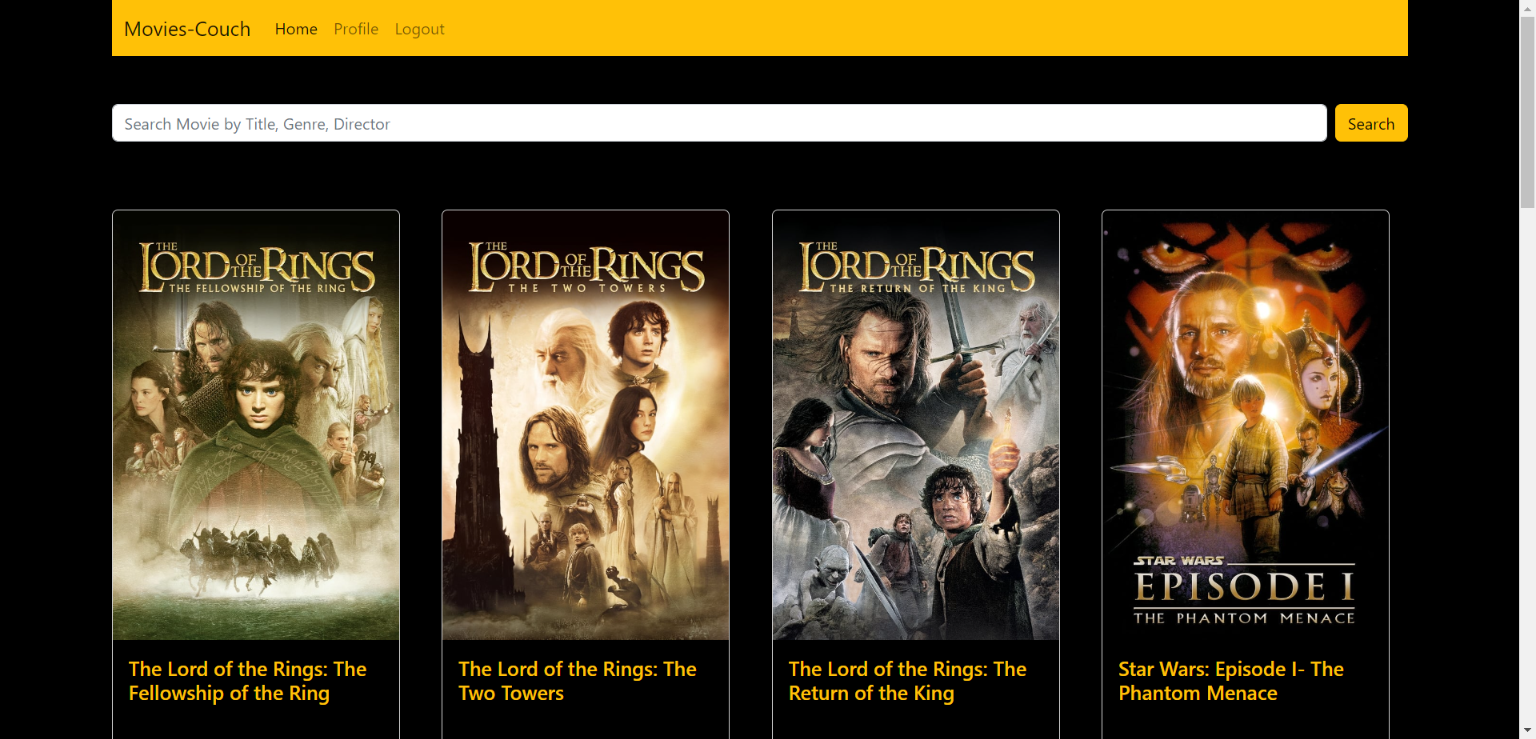 Movies-Couch Home Profile Logout
Search Movie by Title, Genre, Director Search
THE
LORD OF THE RINGS
THE FELLOWSHIP OF THE RING
THE
LORD OF THE RINGS
THE TWO TOWERS
THE
LORD OF THE RINGS
THE RETURN OF THE KING
STAR WARS
EPISODE I
THE PHANTOM MENACE
The Lord of the Rings: The
Fellowship of the Ring
The Lord of the Rings: The
Two Towers
The Lord of the Rings: The
Return of the King
Star Wars: Episode I- The
Phantom Menace